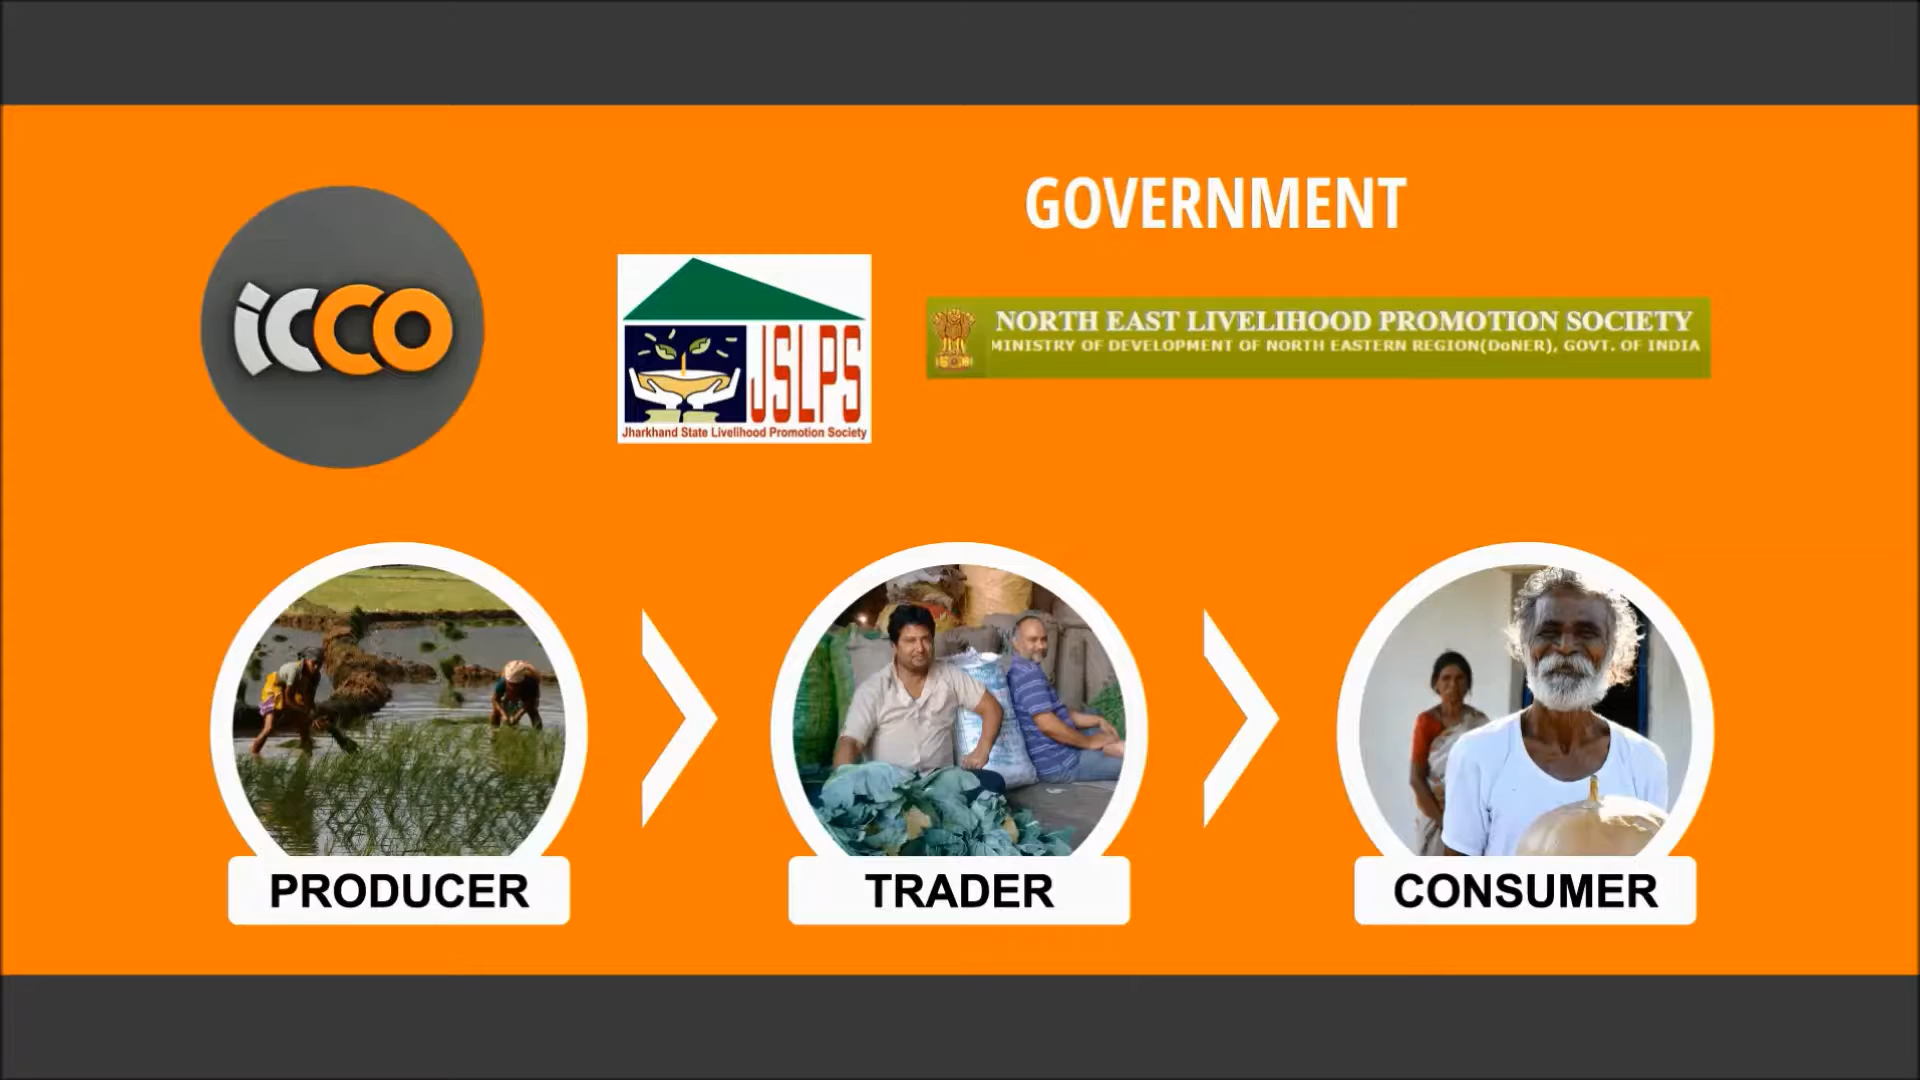 GOVERNMENT
icco
JSLPS
Jharkhand State Livelihood Promotion Society
NORTH EAST LIVELIHOOD PROMOTION SOCIETY
MINISTRY OF DEVELOPMENT OF NORTH EASTERN REGION(DoNER), GOVT. OF INDIA
PRODUCER
TRADER
CONSUMER